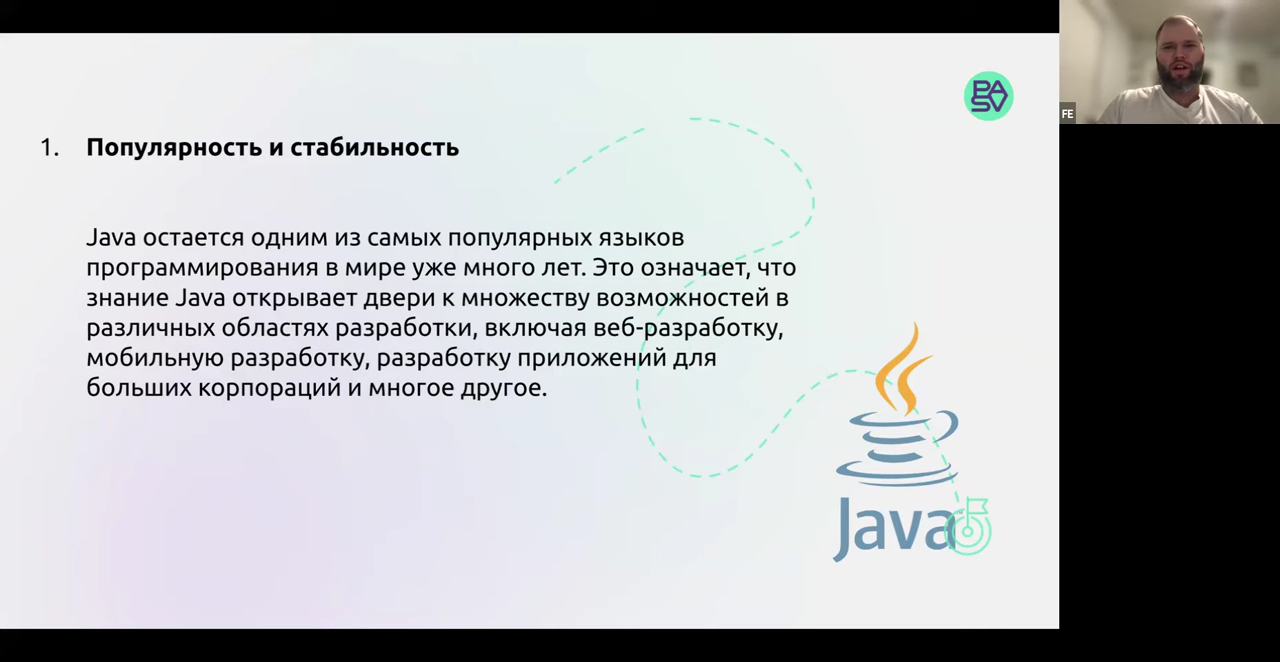 PASV
1. Популярность и стабильность
Java остается одним из самых популярных языков
программирования в мире уже много лет. Это означает, что
знание Java открывает двери к множеству возможностей в
различных областях разработки, включая веб-разработку,
мобильную разработку, разработку приложений для
больших корпораций и многое другое.
Java
FE